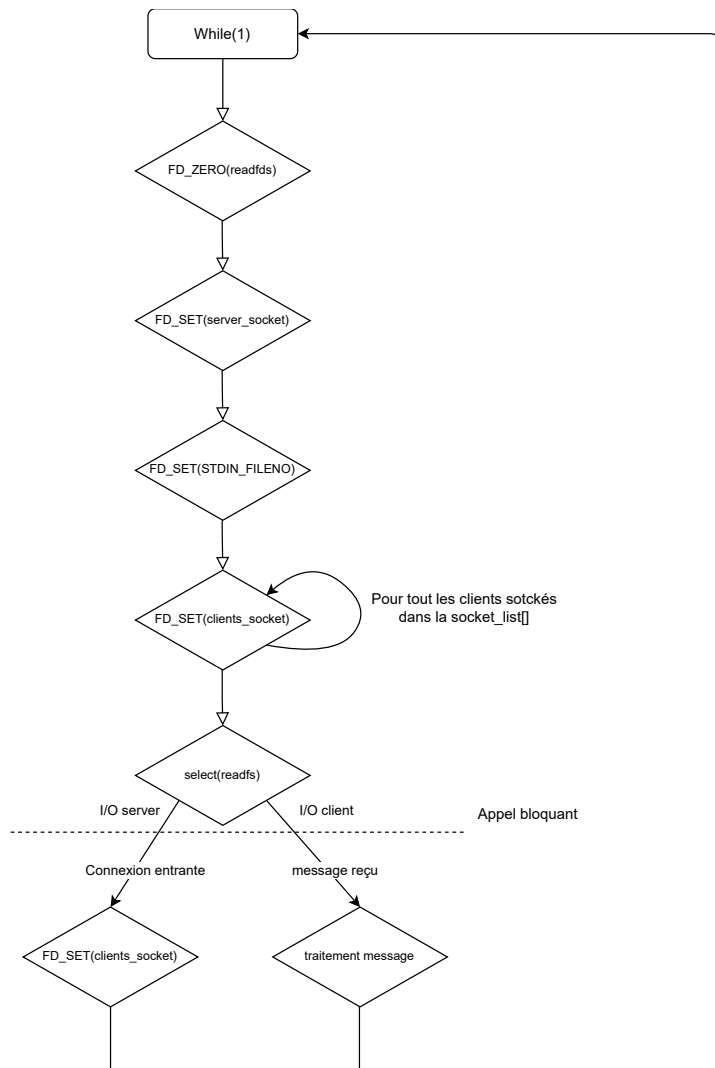 While(1)
FD_ZERO(readfds)
FD_SET(server_socket)
FD_SET(STDIN_FILENO)
FD_SET(clients_socket)
Pour tout les clients sotckés
dans la socket_list[]
select(readfs)
I/O server
I/O client
Appel bloquant
Connexion entrante
message reçu
FD_SET(clients_socket)
traitement message